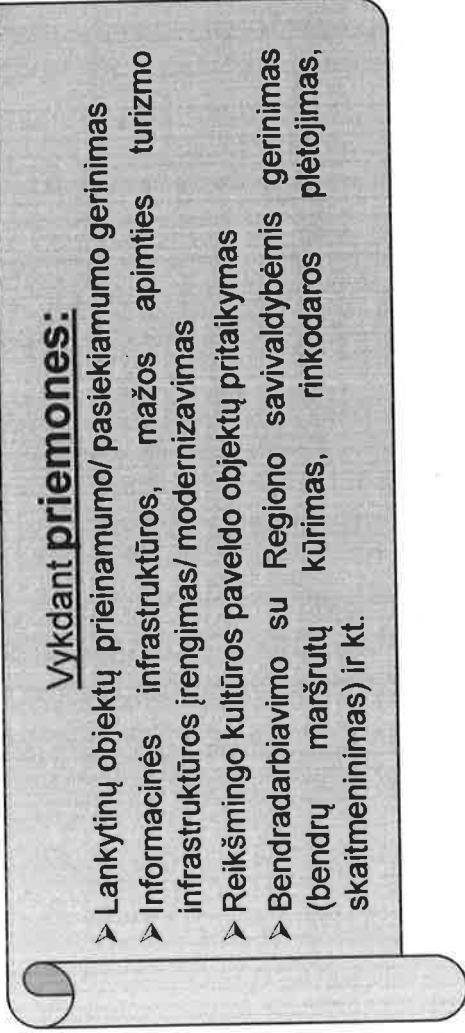 Vykdant priemones:
➢ Lankytinų objektų prieinamumo/ pasiekiamumo gerinimas
➢ Informacinės infrastruktūros, mažos apimties turizmo
infrastruktūros įrengimas/ modernizavimas
➢ Reikšmingo kultūros paveldo objektų pritaikymas
➢ Bendradarbiavimo su Regiono savivaldybėmis gerinimas
(bendrų maršrutų kūrimas, rinkodaros plėtojimas,
skaitmeninimas) ir kt.